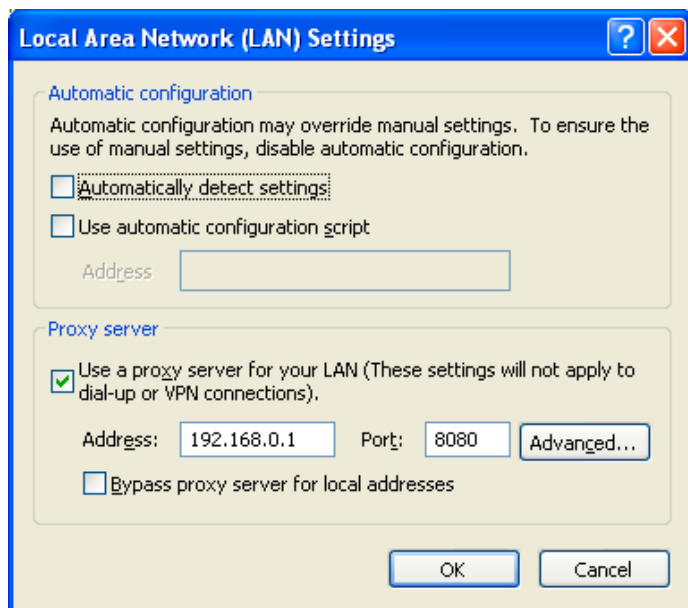 Local Area Network (LAN) Settings
?
Automatic configuration
Automatic configuration may override manual settings. To ensure the
use of manual settings, disable automatic configuration.
Automatically detect settings
Use automatic configuration script
Address
Proxy server
Use a proxy server for your LAN (These settings will not apply to
dial-up or VPN connections).
Address: 192.168.0.1 Port: 8080 Advanced...
Bypass proxy server for local addresses
OK Cancel